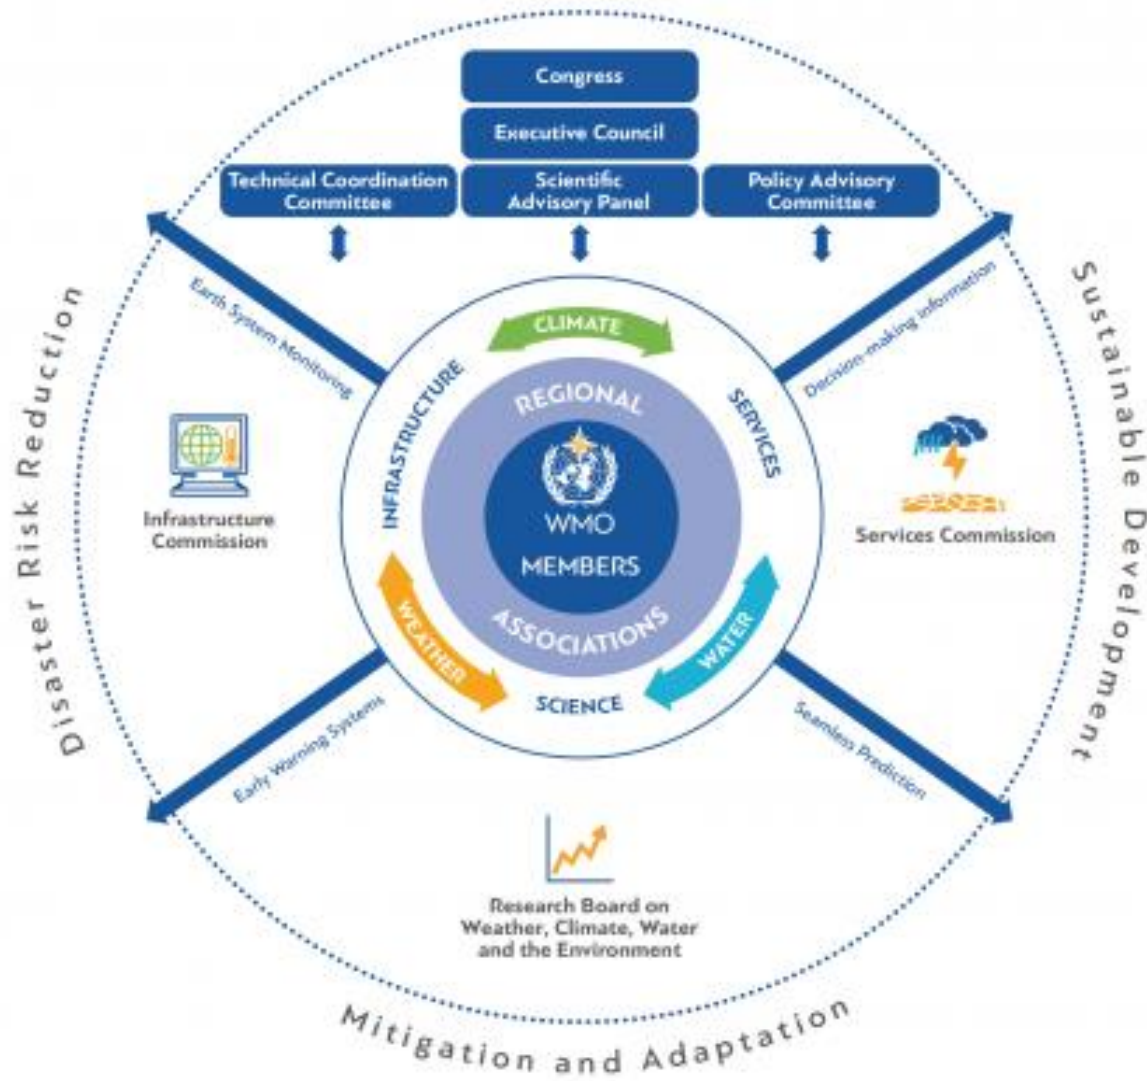 Congress
Executive Council
Technical Coordination
Committee
Scientific
Advisory Panel
Policy Advisory
Committee
Earth System Monitoring
Decision-making information
Disaster Risk Reduction
Sustainable Development
CLIMATE
INFRASTRUCTURE
SERVICES
REGIONAL
WMO
MEMBERS
ASSOCIATIONS
WEATHER
WATER
SCIENCE
Infrastructure
Commission
Services Commission
Early Warning Systems
Seamless Prediction
Research Board on
Weather, Climate, Water
and the Environment
Mitigation and Adaptation